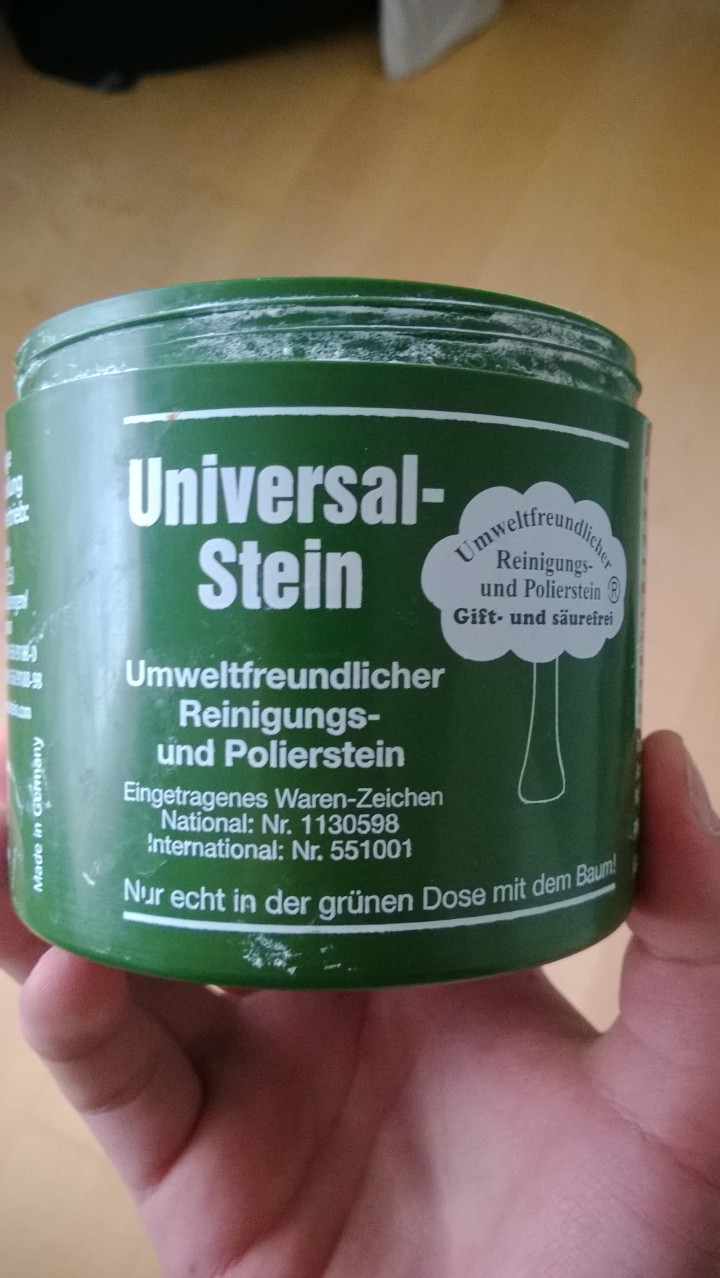 Universal-
Stein
Umweltfreundlicher
Reinigungs-
und Polierstein
Eingetragenes Waren-Zeichen
National: Nr. 1130598
International: Nr. 551001
Nur echt in der grünen Dose mit dem Baum!
Umweltfreundlicher
Reinigungs-
und Polierstein ®
Gift- und säurefrei
Made in Germany